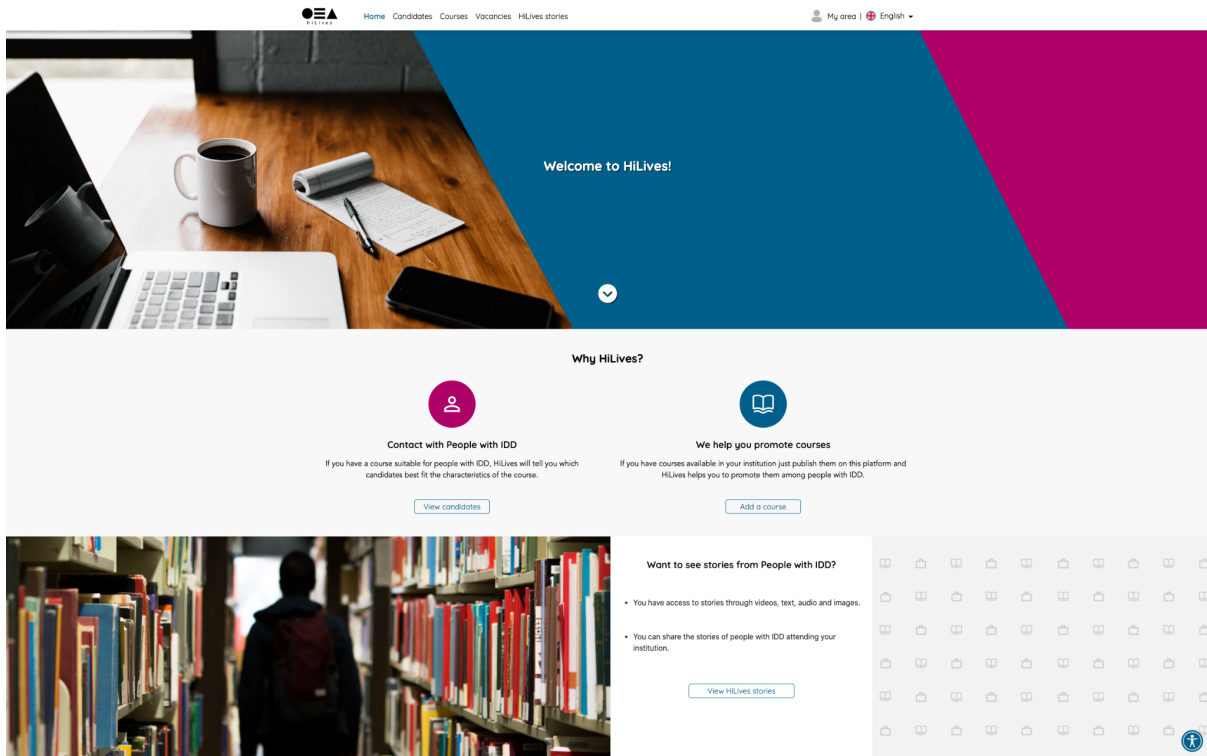 HiLives
Home Candidates Courses Vacancies HiLives stories
My area | English
Welcome to HiLives!
Why HiLives?
Contact with People with IDD
If you have a course suitable for people with IDD, HiLives will tell you which
candidates best fit the characteristics of the course.
View candidates
We help you promote courses
If you have courses available in your institution just publish them on this platform and
HiLives helps you to promote them among people with IDD.
Add a course
Want to see stories from People with IDD?
• You have access to stories through videos, text, audio and images.
• You can share the stories of people with IDD attending your
institution.
View HiLives stories